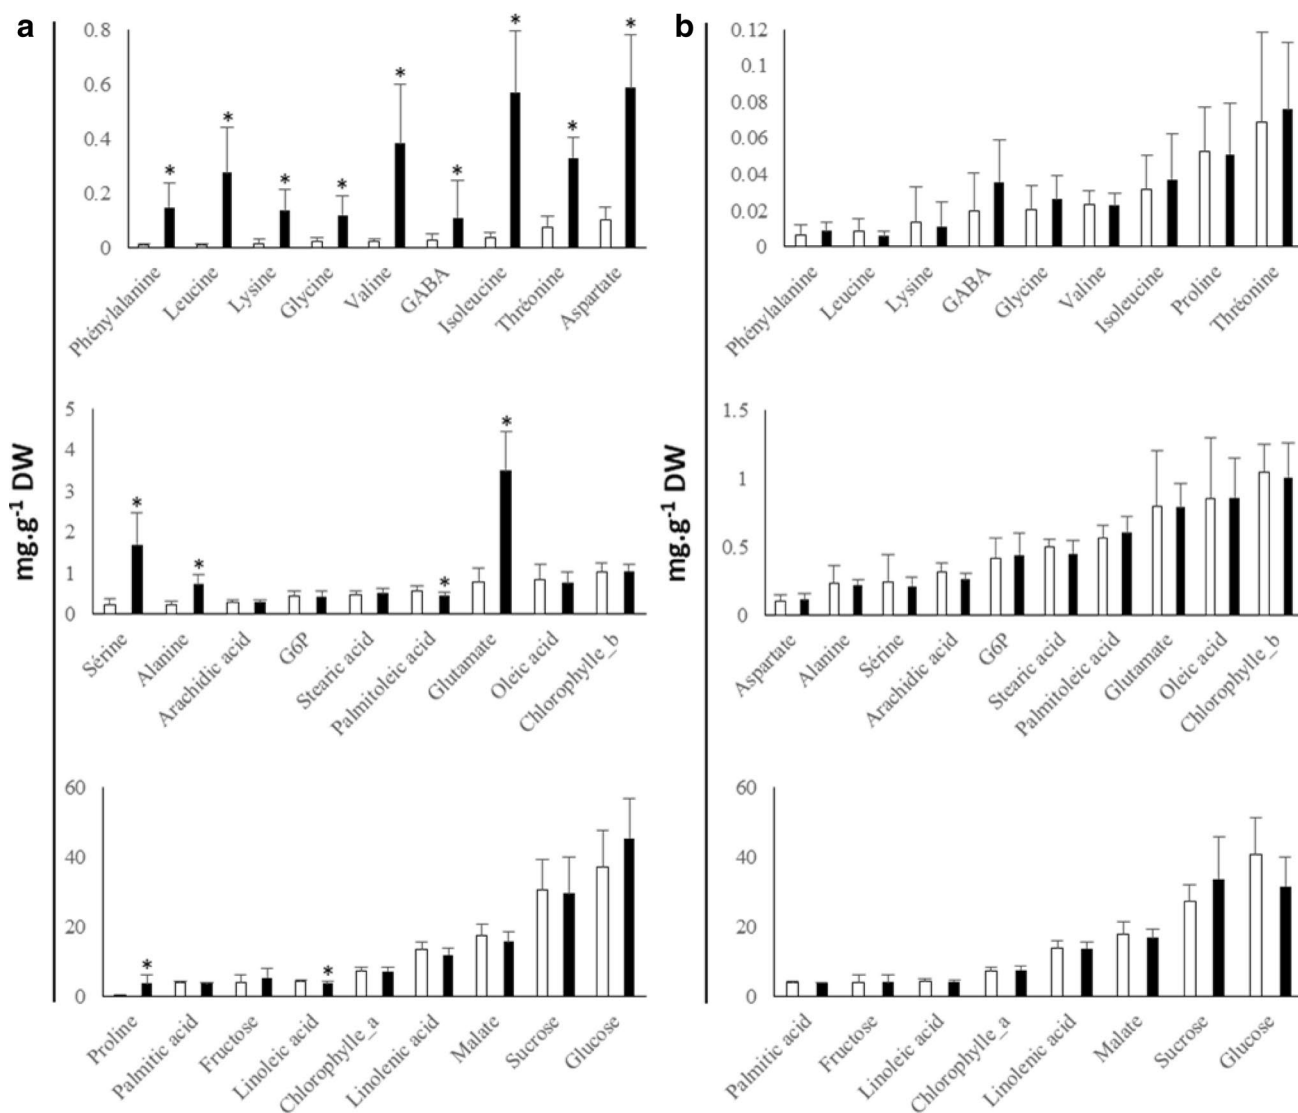 a
mg.g-1 DW
0.8
0.6
0.4
0.2
0
* * * * * * * * *
Phénylalanine Leucine Lysine Glycine Valine GABA Isoleucine Thréonine Aspartate
5
4
3
2
1
0
* * * *
Sérine Alanine Arachidic acid G6P Stearic acid Palmitoleic acid Glutamate Oleic acid Chlorophylle_b
60
40
20
0
* *
Proline Palmitic acid Fructose Linoleic acid Chlorophylle_a Linolenic acid Malate Sucrose Glucose
b
mg.g-1 DW
0.12
0.1
0.08
0.06
0.04
0.02
0
Phénylalanine Leucine Lysine GABA Glycine Valine Isoleucine Proline Thréonine
1.5
1
0.5
0
Aspartate Alanine Sérine Arachidic acid G6P Stearic acid Palmitoleic acid Glutamate Oleic acid Chlorophylle_b
60
40
20
0
Palmitic acid Fructose Linoleic acid Chlorophylle_a Linolenic acid Malate Sucrose Glucose